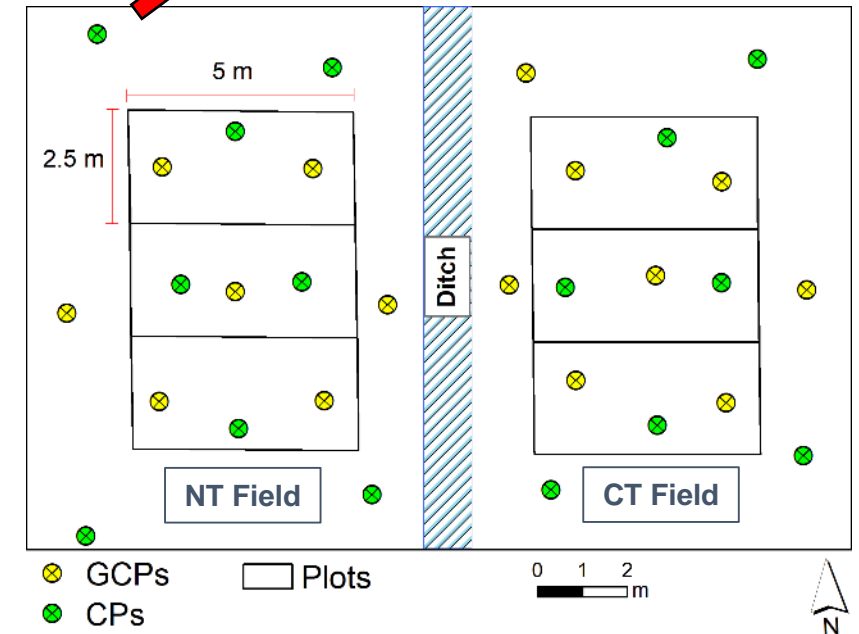 5 m
2.5 m
Ditch
NT Field
CT Field
GCPs
Plots
0 1 2
m
CPs
N